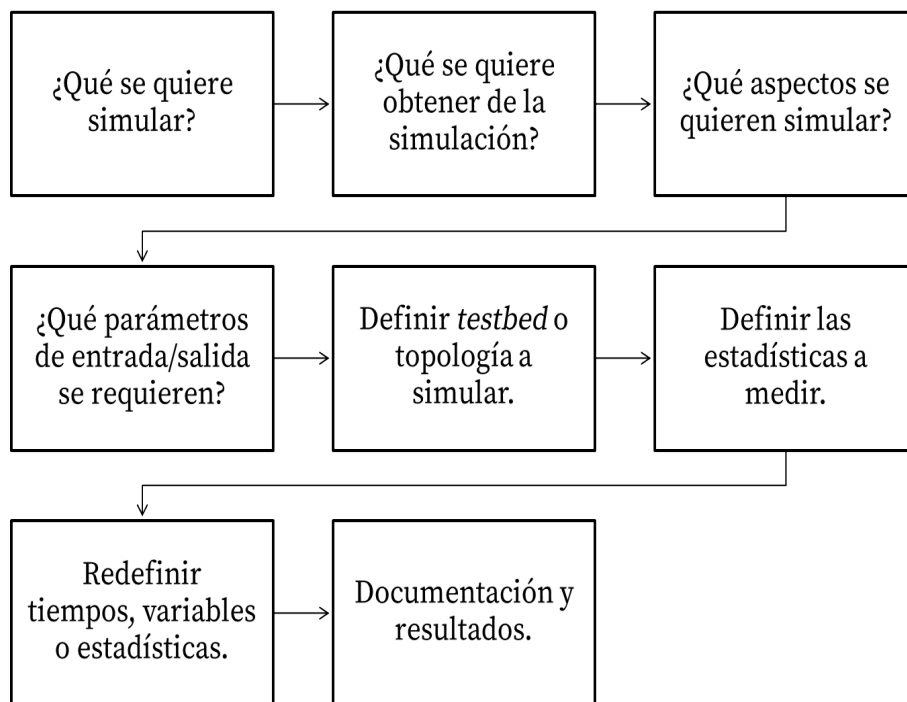 ¿Qué se quiere
simular?
¿Qué se quiere
obtener de la
simulación?
¿Qué aspectos se
quieren simular?
¿Qué parámetros
de entrada/salida
se requieren?
Definir testbed o
topología a
simular.
Definir las
estadísticas a
medir.
Redefinir
tiempos, variables
o estadísticas.
Documentación y
resultados.